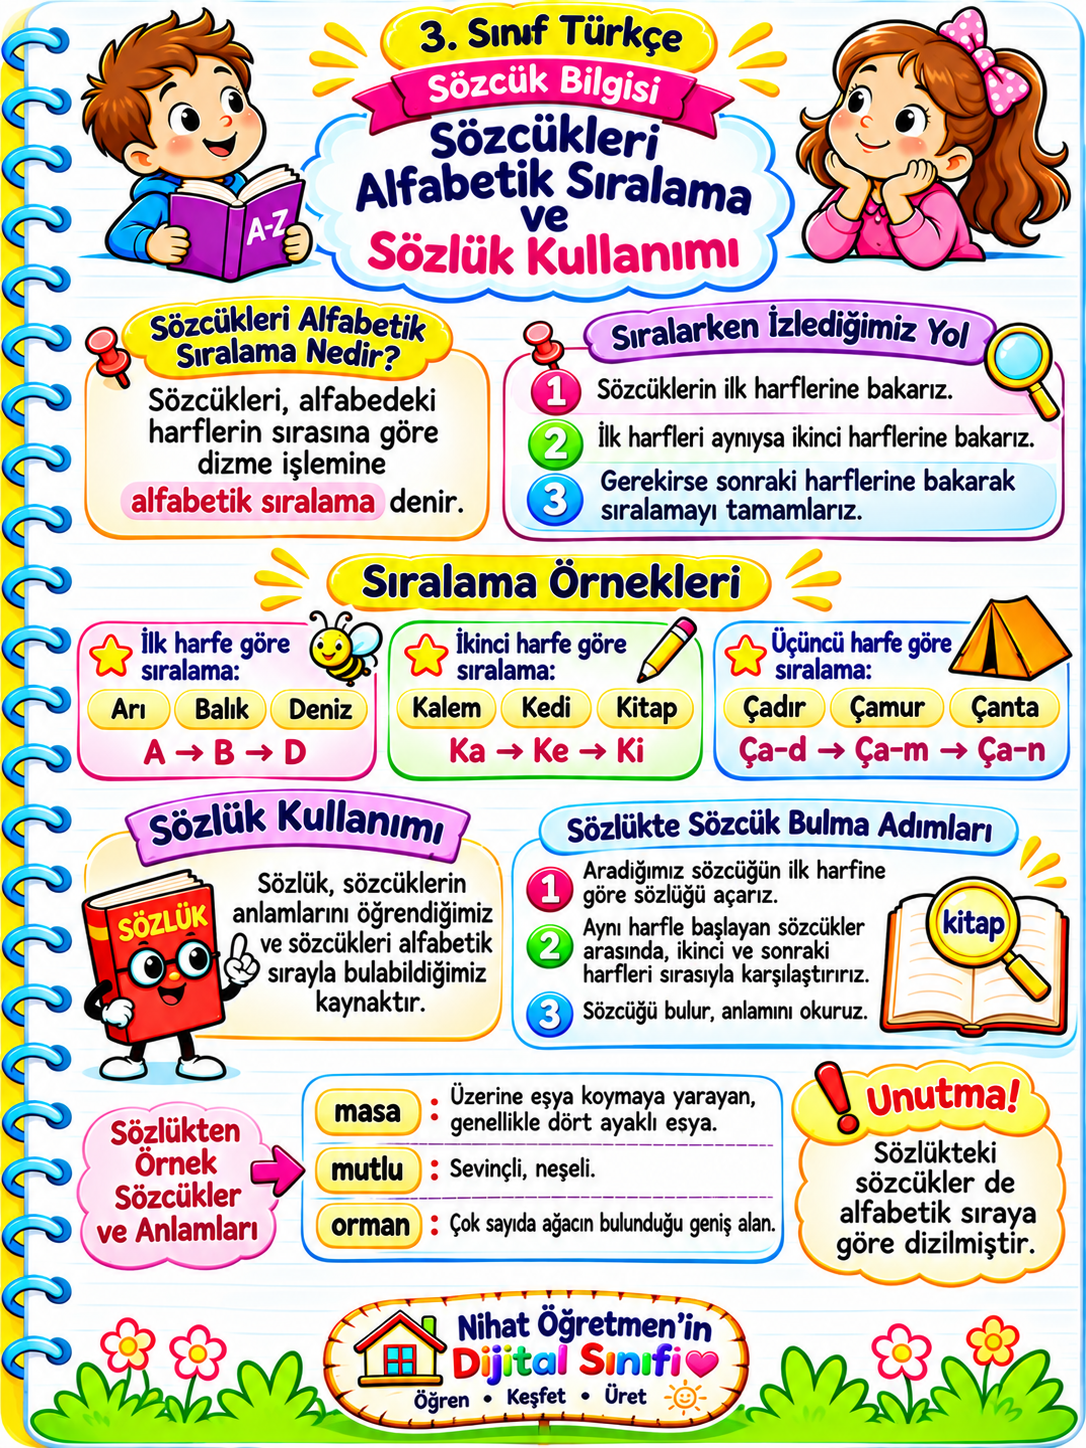 3. Sınıf Türkçe
Sözcük Bilgisi
Sözcükleri
Alfabetik Sıralama
ve
Sözlük Kullanımı
A-Z
Sözcükleri Alfabetik
Sıralama Nedir?
Sözcükleri, alfabedeki
harflerin sırasına göre
dizme işlemine
alfabetik sıralama denir.
Sıralarken İzlediğimiz Yol
1 Sözcüklerin ilk harflerine bakarız.
2 İlk harfleri aynıysa ikinci harflerine bakarız.
3 Gerekirse sonraki harflerine bakarak
sıralamayı tamamlarız.
Sıralama Örnekleri
İlk harfe göre
sıralama:
Arı Balık Deniz
A → B → D
İkinci harfe göre
sıralama:
Kalem Kedi Kitap
Ka → Ke → Ki
Üçüncü harfe göre
sıralama:
Çadır Çamur Çanta
Ça-d → Ça-m → Ça-n
Sözlük Kullanımı
SÖZLÜK
Sözlük, sözcüklerin
anlamlarını öğrendiğimiz
ve sözcükleri alfabetik
sırayla bulabildiğimiz
kaynaktır.
Sözlükte Sözcük Bulma Adımları
1 Aradığımız sözcüğün ilk harfine
göre sözlüğü açarız.
2 Aynı harfle başlayan sözcükler
arasında, ikinci ve sonraki
harfleri sırasıyla karşılaştırırız.
3 Sözcüğü bulur, anlamını okuruz.
kitap
Sözlükten
Örnek
Sözcükler
ve Anlamları
masa : Üzerine eşya koymaya yarayan,
genellikle dört ayaklı eşya.
mutlu : Sevinçli, neşeli.
orman : Çok sayıda ağacın bulunduğu geniş alan.
Unutma!
Sözlükteki
sözcükler de
alfabetik sıraya
göre dizilmiştir.
Nihat Öğretmen'in
Dijital Sınıfı
Öğren • Keşfet • Üret